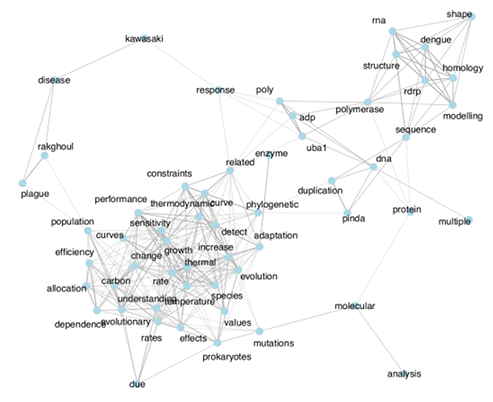 shape
rna
dengue
kawasaki
structure
homology
disease
response
poly
rdrp
polymerase
modelling
adp
sequence
uba1
rakghoul
enzyme
related
dna
constraints
plague
duplication
performance
thermodynamic
curve
phylogenetic
protein
pinda
multiple
population
sensitivity
curves
detect
adaptation
efficiency
growth
increase
change
thermal
carbon
rate
evolution
allocation
understanding
temperature
species
molecular
dependence
evolutionary
values
rates
effects
mutations
prokaryotes
analysis
due